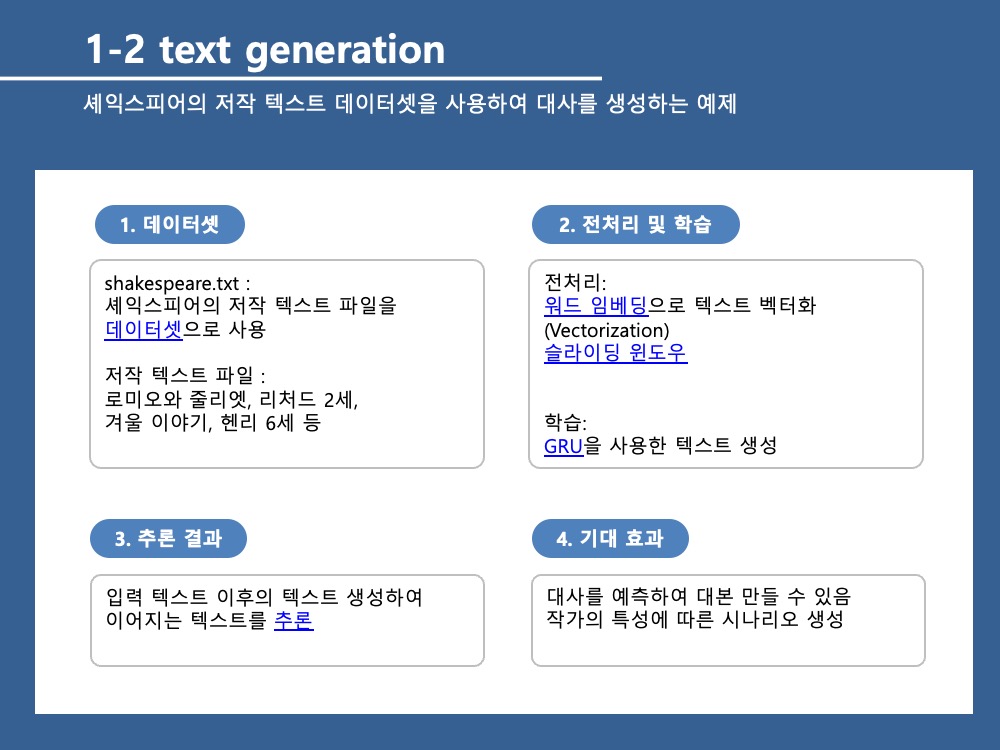 1-2 text generation
셰익스피어의 저작 텍스트 데이터셋을 사용하여 대사를 생성하는 예제
1. 데이터셋
shakespeare.txt :
셰익스피어의 저작 텍스트 파일을
데이터셋으로 사용
저작 텍스트 파일 :
로미오와 줄리엣, 리처드 2세,
겨울 이야기, 헨리 6세 등
2. 전처리 및 학습
전처리:
워드 임베딩으로 텍스트 벡터화
(Vectorization)
슬라이딩 윈도우
학습:
GRU을 사용한 텍스트 생성
3. 추론 결과
입력 텍스트 이후의 텍스트 생성하여
이어지는 텍스트를 추론
4. 기대 효과
대사를 예측하여 대본 만들 수 있음
작가의 특성에 따른 시나리오 생성